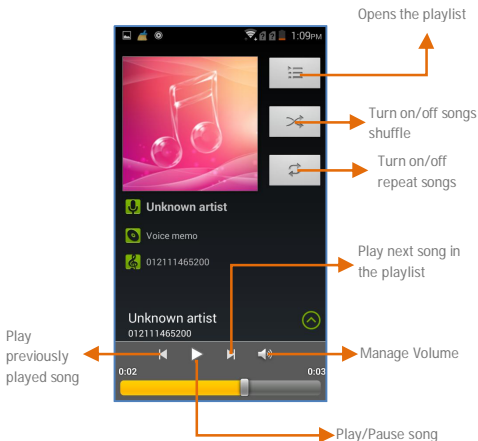 Opens the playlist
1:09PM
Turn on/off songs
shuffle
Turn on/off
repeat songs
Unknown artist
Voice memo
012111465200
Play next song in
the playlist
Unknown artist
012111465200
Play
previously
played song
Manage Volume
0:02
0:03
Play/Pause song